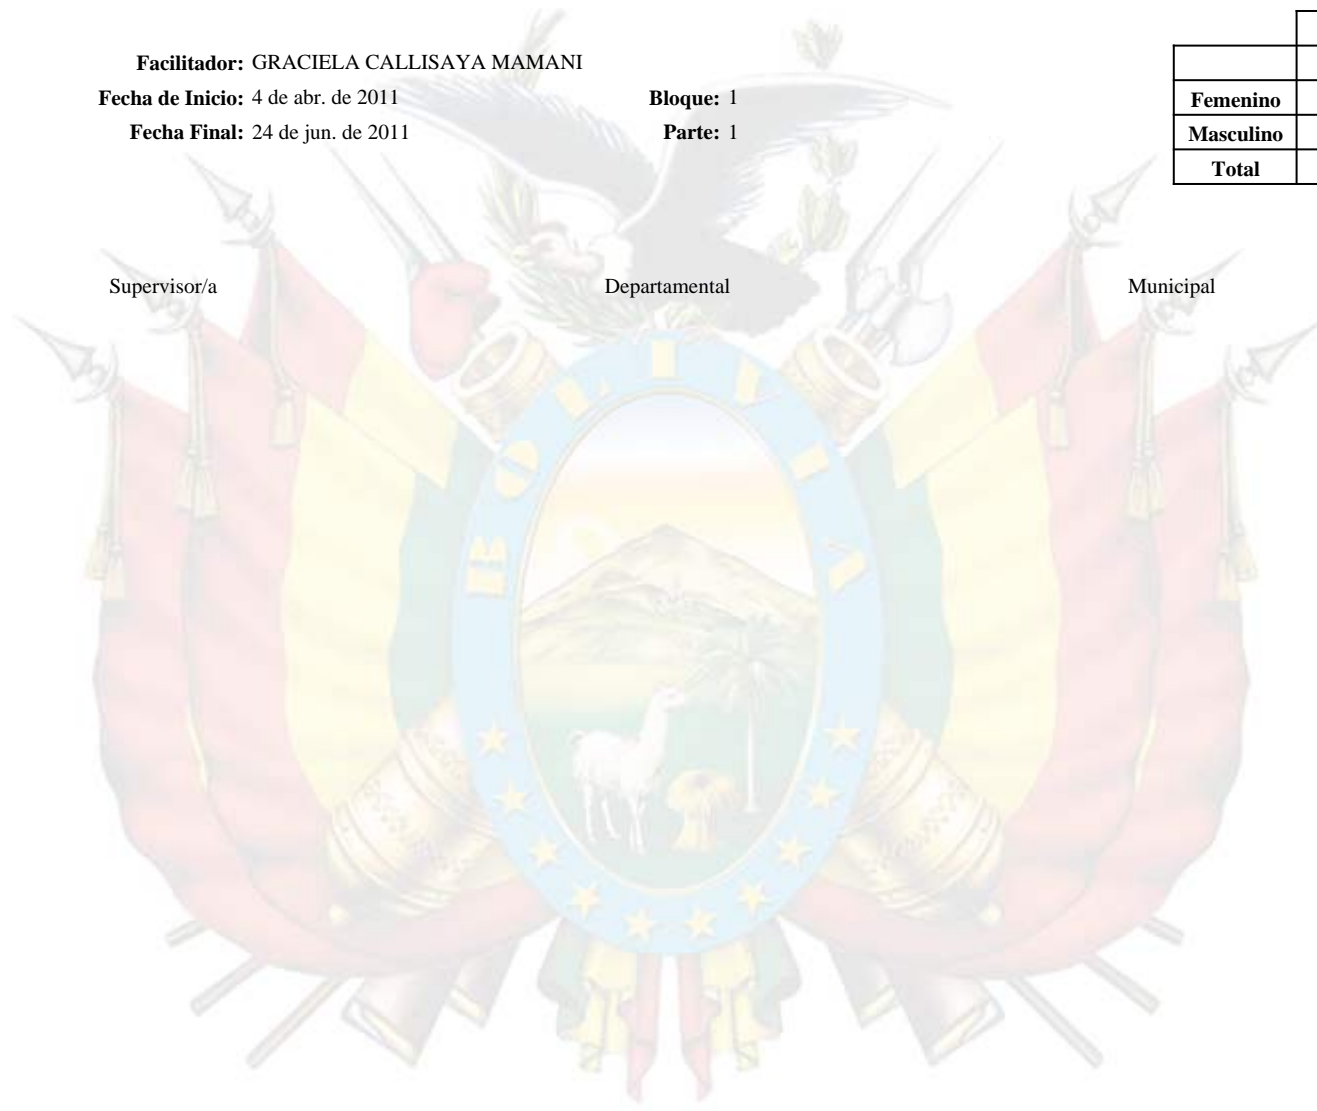 Facilitador: GRACIELA CALLISAYA MAMANI
Fecha de Inicio: 4 de abr. de 2011 Bloque: 1
Fecha Final: 24 de jun. de 2011 Parte: 1
Femenino
Masculino
Total
Supervisor/a Departamental Municipal
BOLIVIA